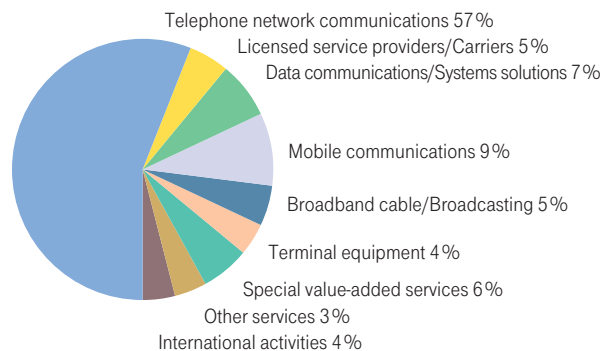 Telephone network communications 57%
Licensed service providers/Carriers 5%
Data communications/Systems solutions 7%
Mobile communications 9%
Broadband cable/Broadcasting 5%
Terminal equipment 4%
Special value-added services 6%
Other services 3%
International activities 4%